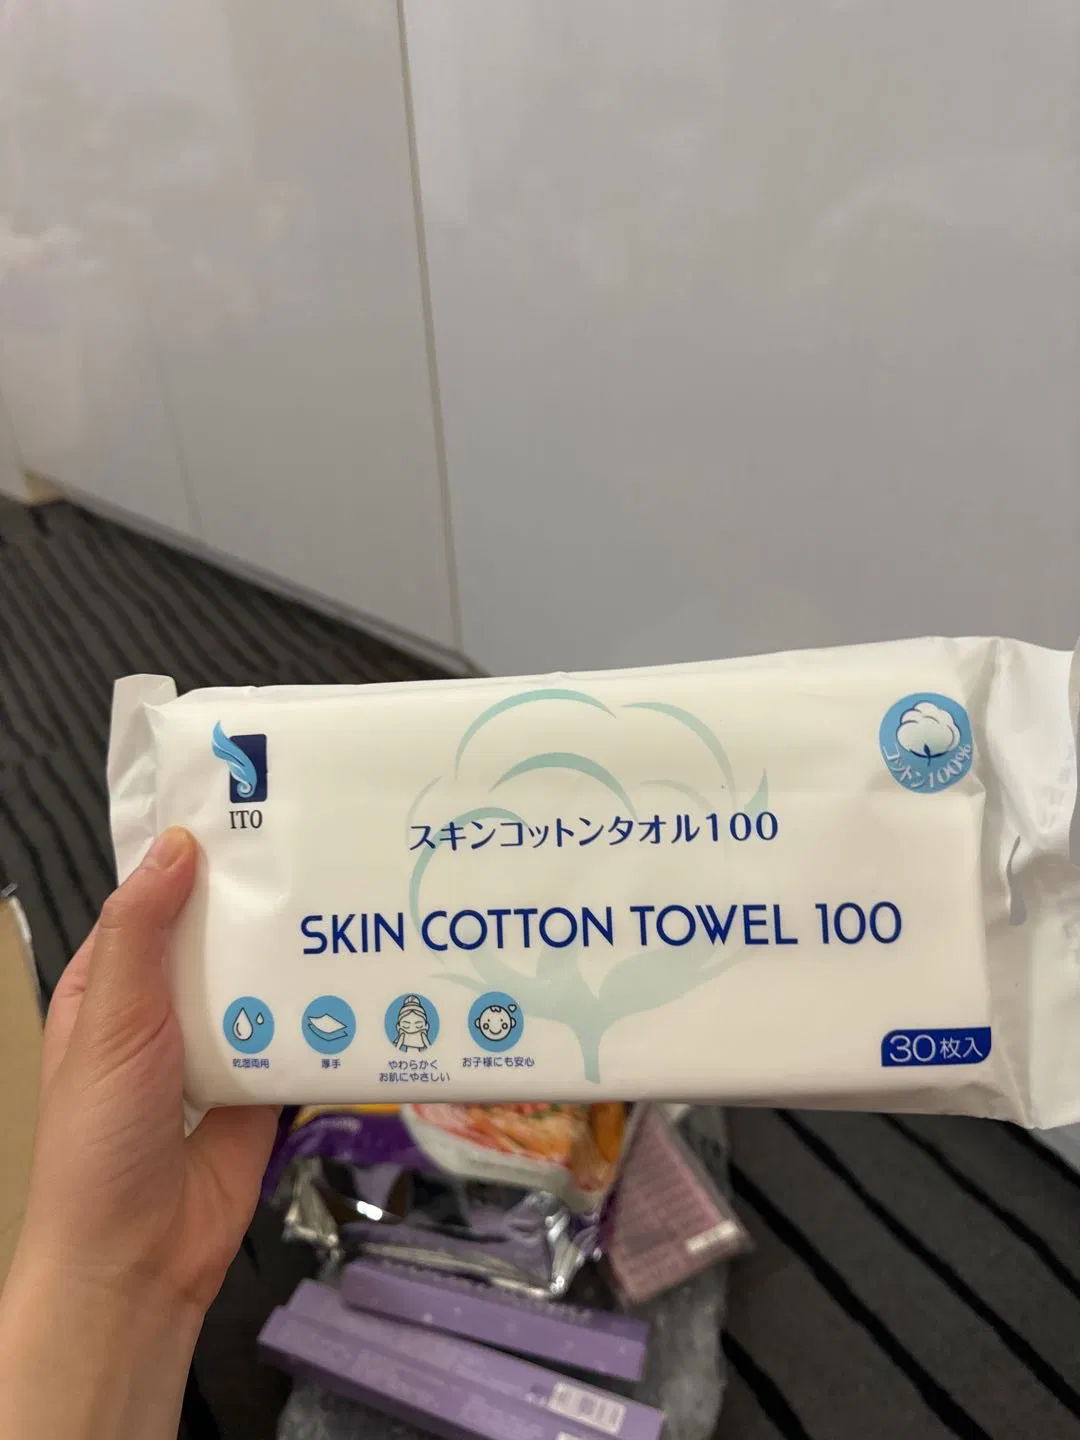 ITO
コットン100%
スキンコットンタオル100
SKIN COTTON TOWEL 100
乾湿両用
厚手
やわらかく
お肌にやさしい
お子様にも安心
30枚入